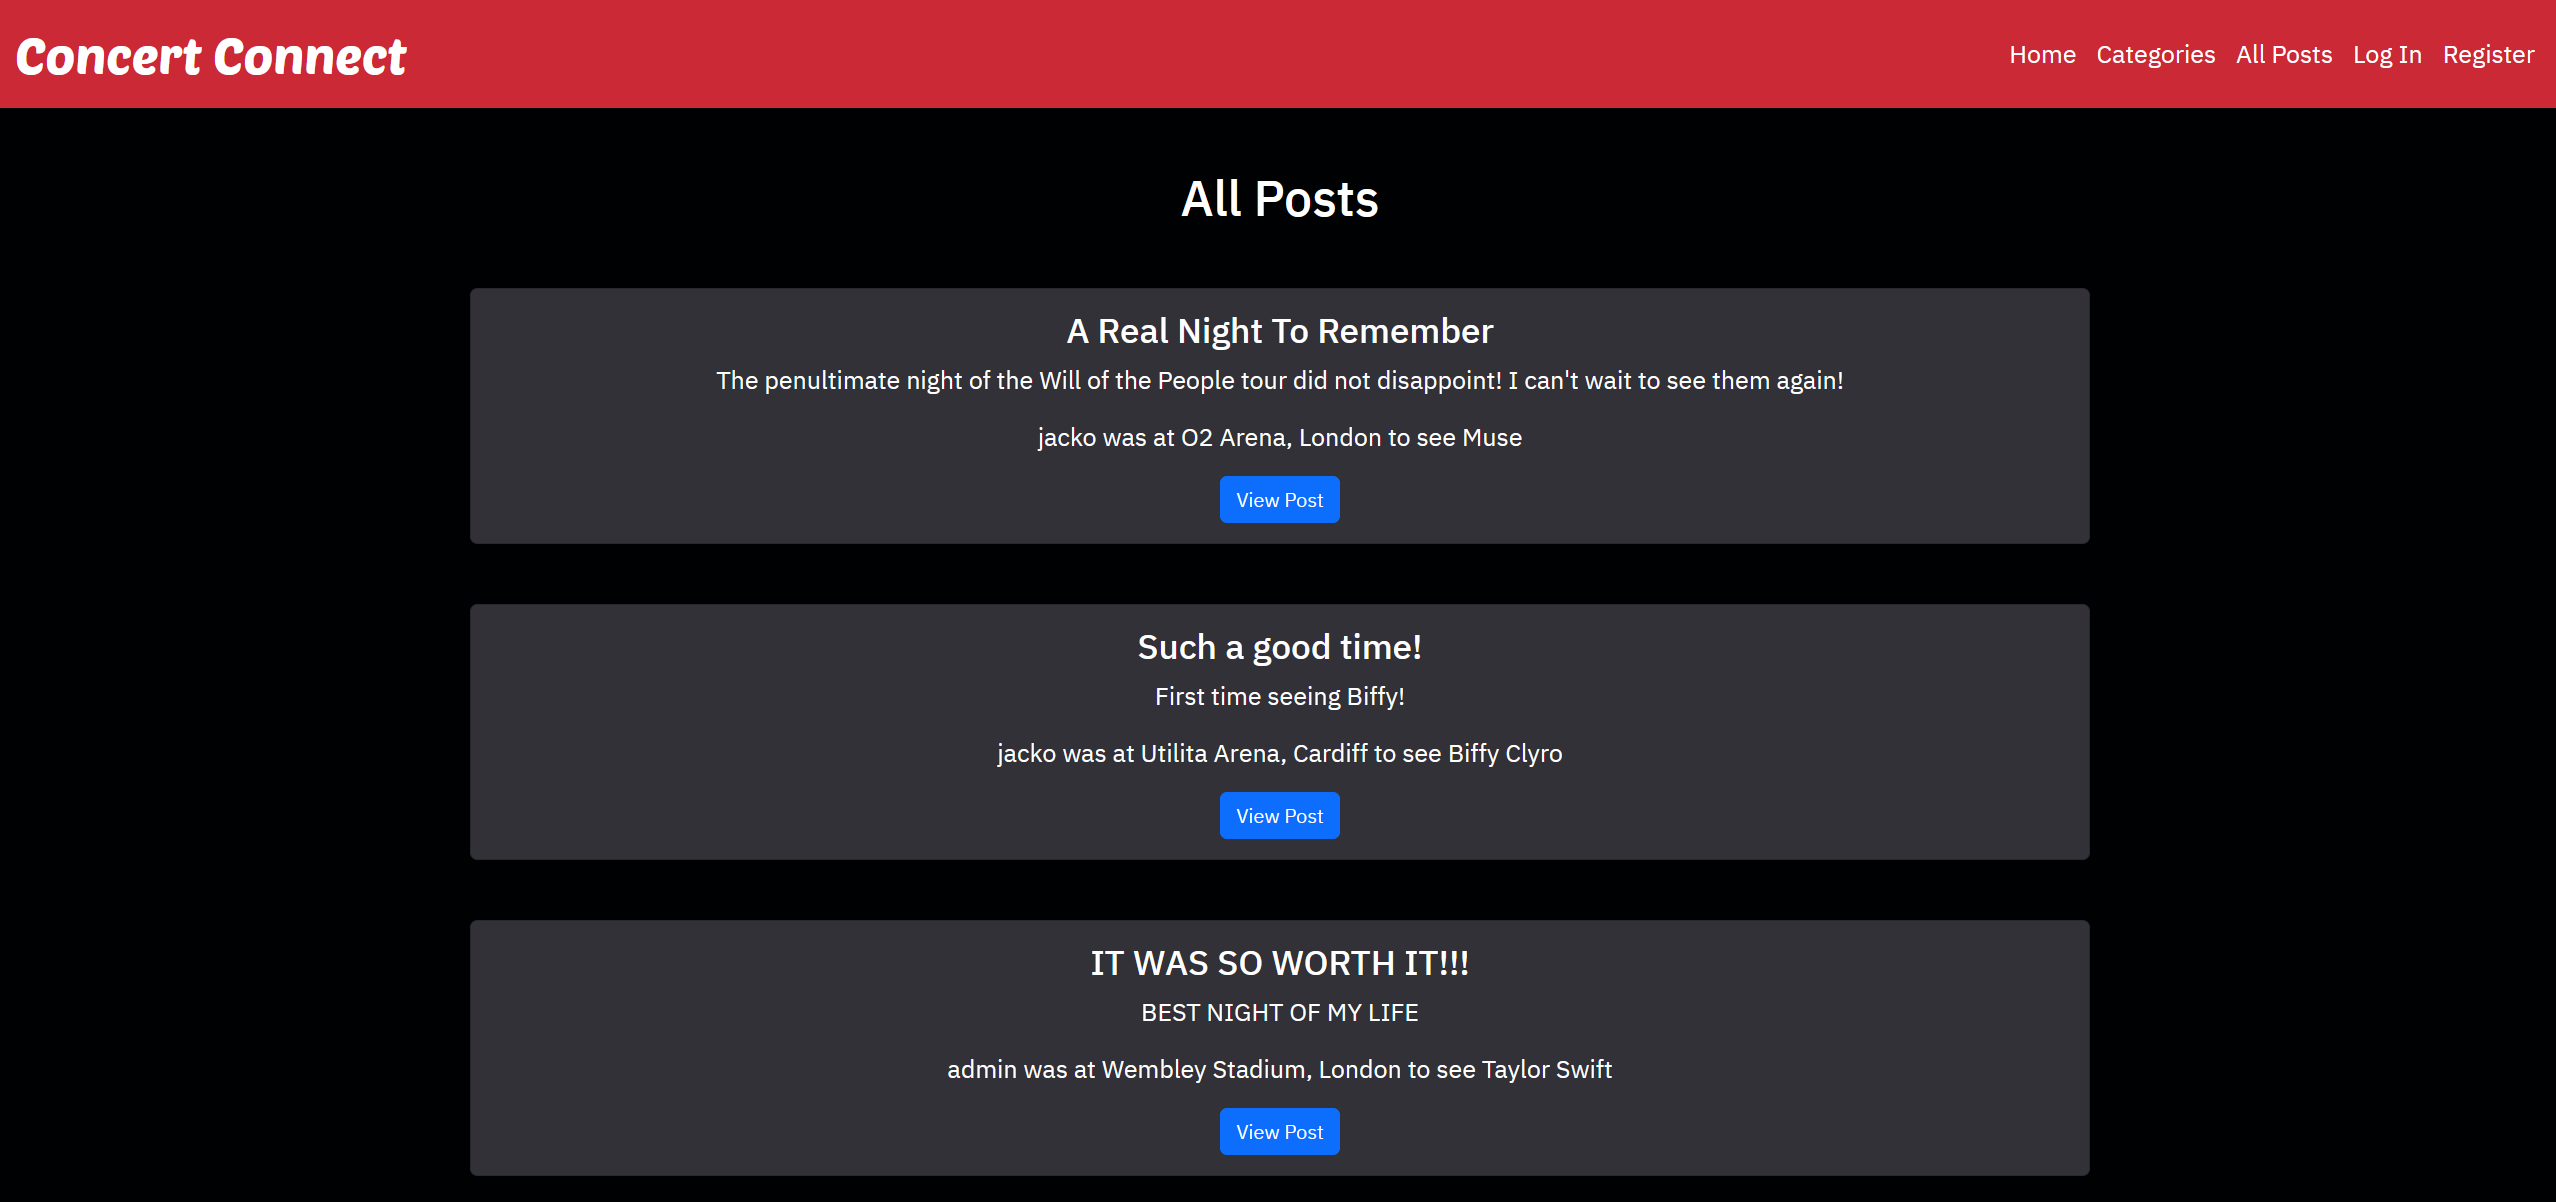 Concert Connect
Home Categories All Posts Log In Register
All Posts
A Real Night To Remember
The penultimate night of the Will of the People tour did not disappoint! I can't wait to see them again!
jacko was at O2 Arena, London to see Muse
View Post
Such a good time!
First time seeing Biffy!
jacko was at Utilita Arena, Cardiff to see Biffy Clyro
View Post
IT WAS SO WORTH IT!!!
BEST NIGHT OF MY LIFE
admin was at Wembley Stadium, London to see Taylor Swift
View Post